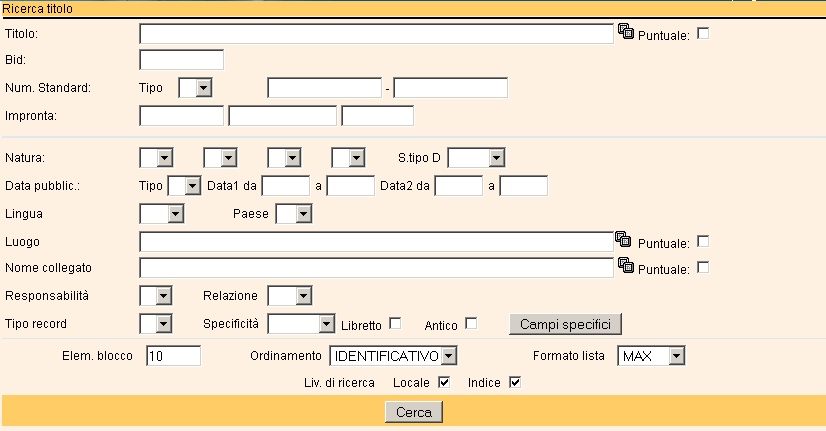 Ricerca titolo
Titolo: Puntuale:
Bid:
Num. Standard: Tipo -
Impronta:
Natura: S.tipo D
Data pubblic.: Tipo Data1 da a Data2 da a
Lingua Paese
Luogo Puntuale:
Nome collegato Puntuale:
Responsabilità Relazione
Tipo record Specificità Libretto Antico Campi specifici
Elem. blocco 10 Ordinamento IDENTIFICATIVO Formato lista MAX
Liv. di ricerca Locale Indice
Cerca